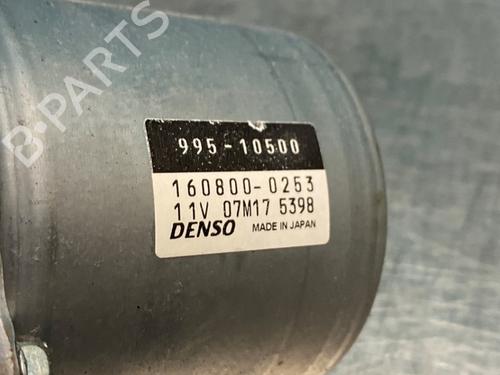 B-PARTS
995-10500
160800-0253
11V 07M17 5398
DENSO MADE IN JAPAN